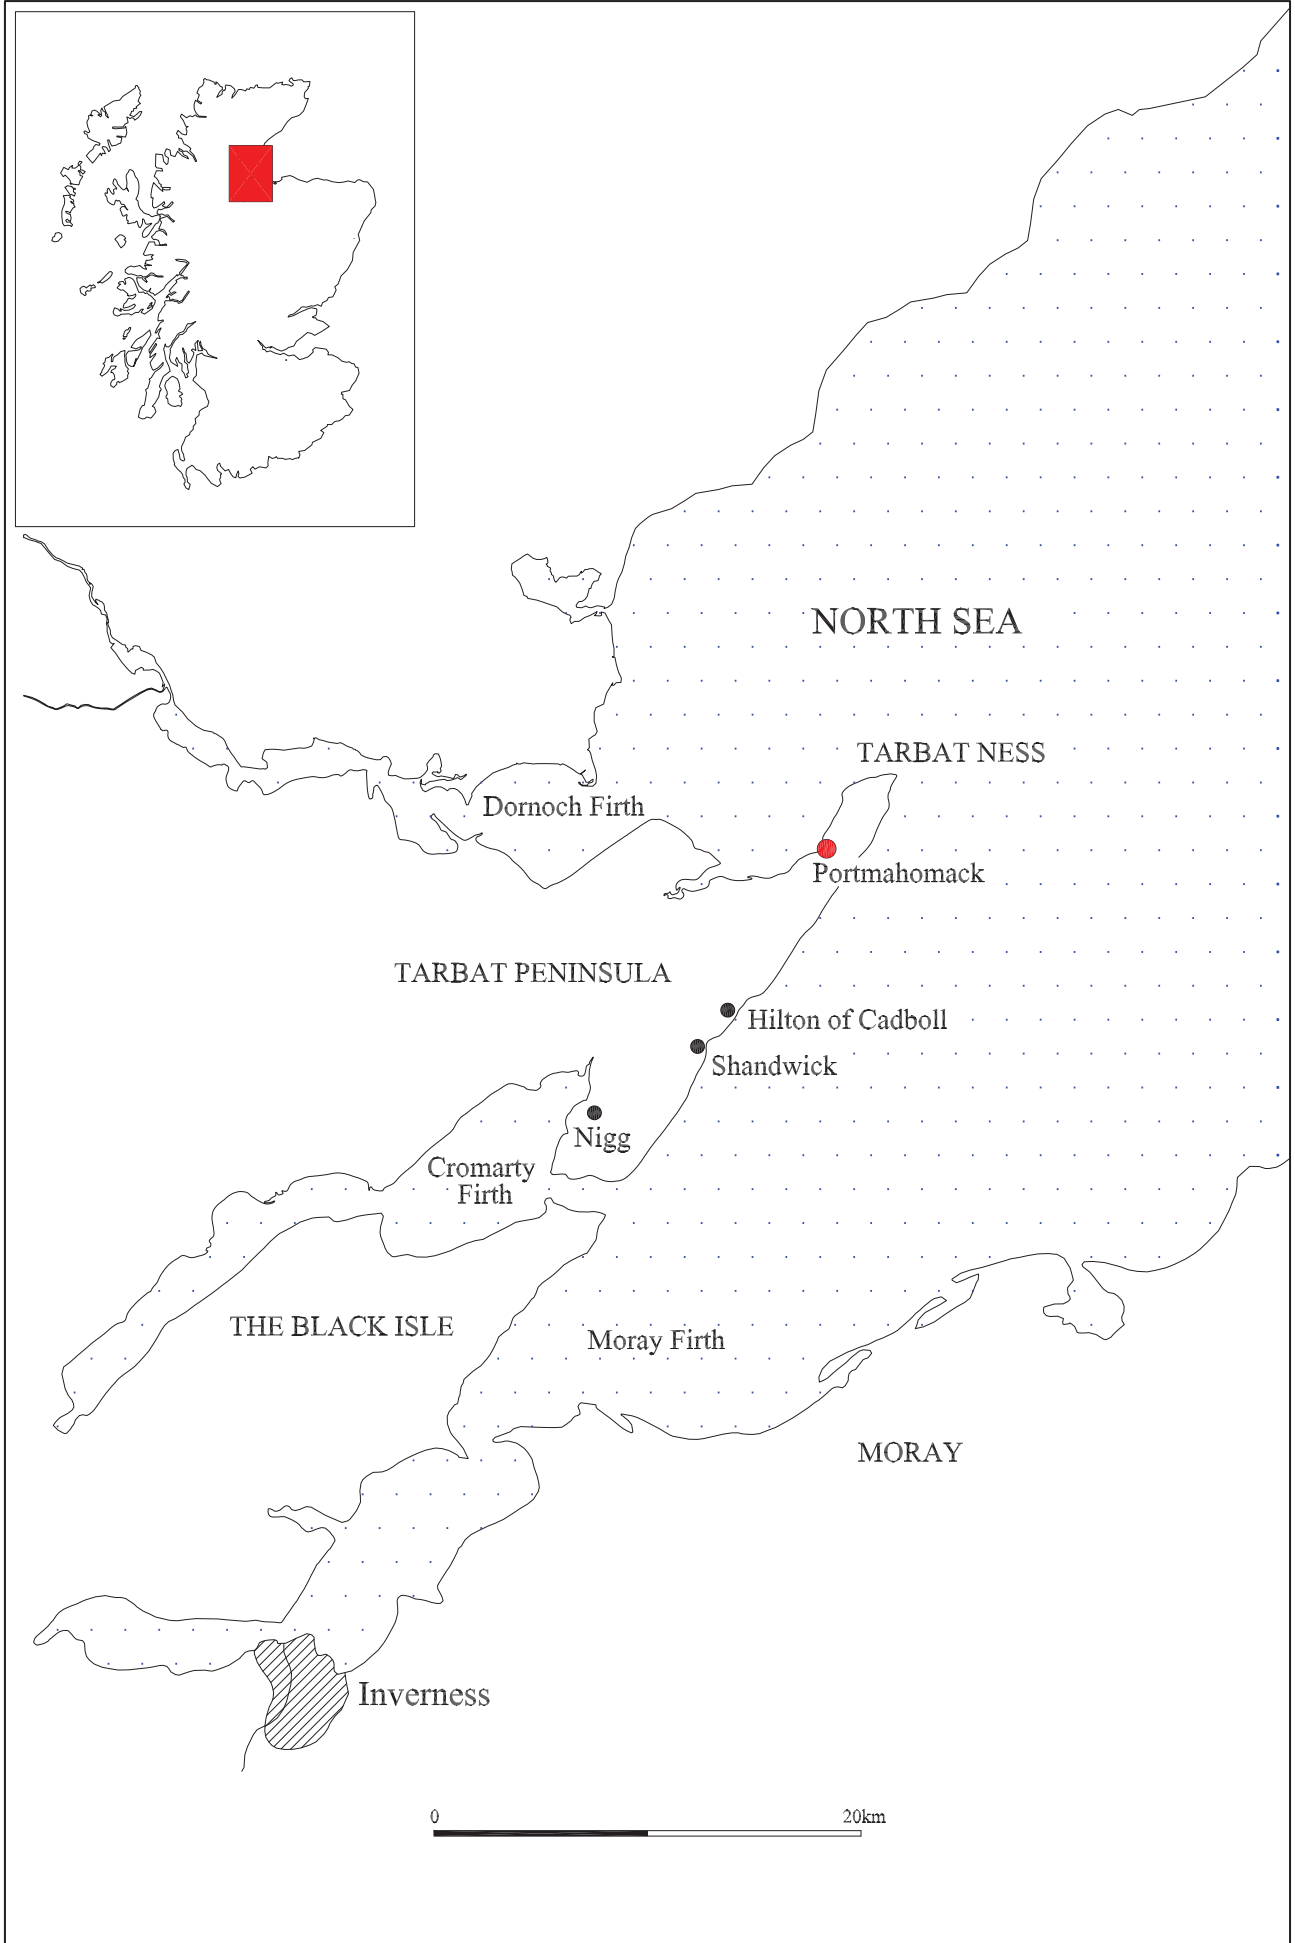 NORTH SEA
TARBAT NESS
Dornoch Firth
Portmahomack
TARBAT PENINSULA
Hilton of Cadboll
Shandwick
Nigg
Cromarty
Firth
THE BLACK ISLE
Moray Firth
MORAY
Inverness
0
20km